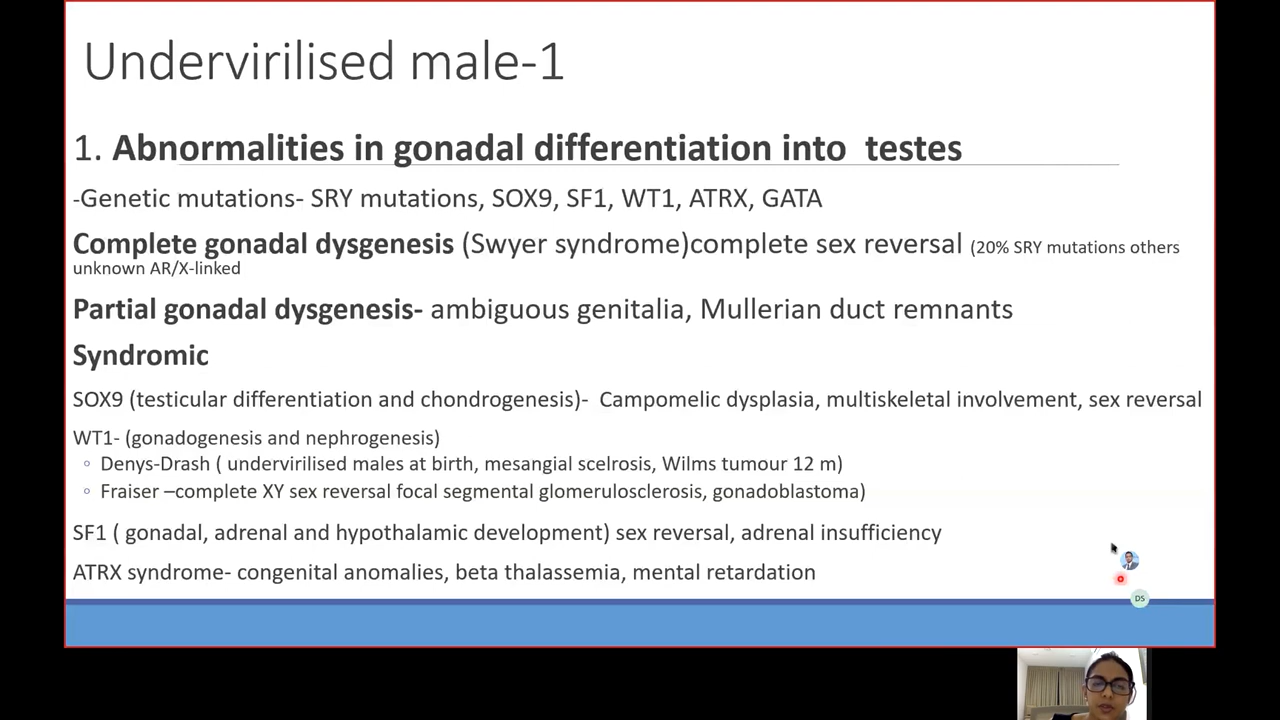 Undervirilised male-1
1. Abnormalities in gonadal differentiation into  testes
-Genetic mutations- SRY mutations, SOX9, SF1, WT1, ATRX, GATA
Complete gonadal dysgenesis (Swyer syndrome)complete sex reversal (20% SRY mutations others
unknown AR/X-linked
Partial gonadal dysgenesis- ambiguous genitalia, Mullerian duct remnants
Syndromic
SOX9 (testicular differentiation and chondrogenesis)-  Campomelic dysplasia, multiskeletal involvement, sex reversal
WT1- (gonadogenesis and nephrogenesis)
◦ Denys-Drash ( undervirilised males at birth, mesangial scelrosis, Wilms tumour 12 m)
◦ Fraiser –complete XY sex reversal focal segmental glomerulosclerosis, gonadoblastoma)
SF1 ( gonadal, adrenal and hypothalamic development) sex reversal, adrenal insufficiency
ATRX syndrome- congenital anomalies, beta thalassemia, mental retardation
DS